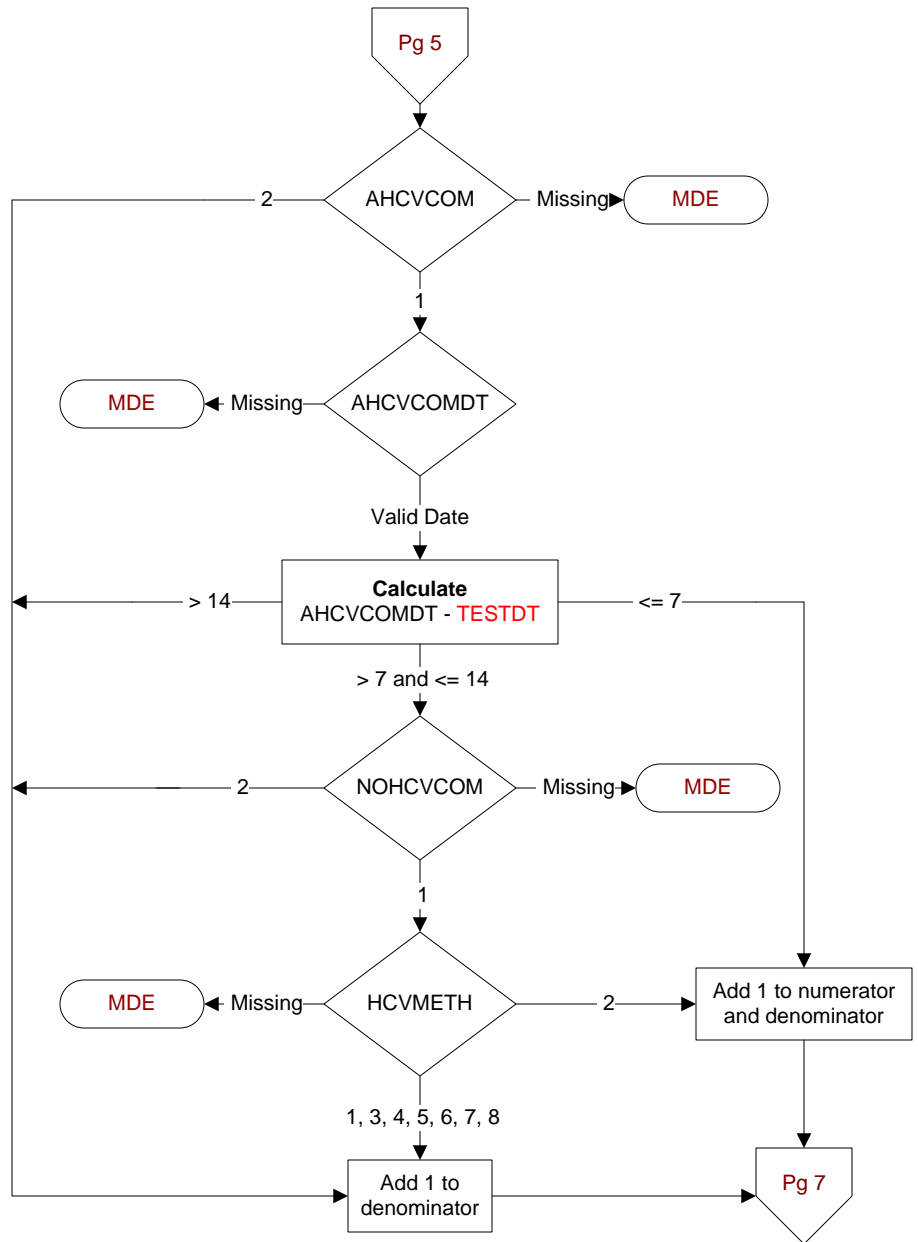 Pg 5
2
AHCVCOM
Missing
MDE
1
MDE
Missing
AHCVCOMDT
Valid Date
> 14
Calculate
AHCVCOMDT - TESTDT
<= 7
> 7 and <= 14
2
NOHCVCOM
Missing
MDE
1
MDE
Missing
HCVMETH
2
Add 1 to numerator
and denominator
1, 3, 4, 5, 6, 7, 8
Add 1 to
denominator
Pg 7